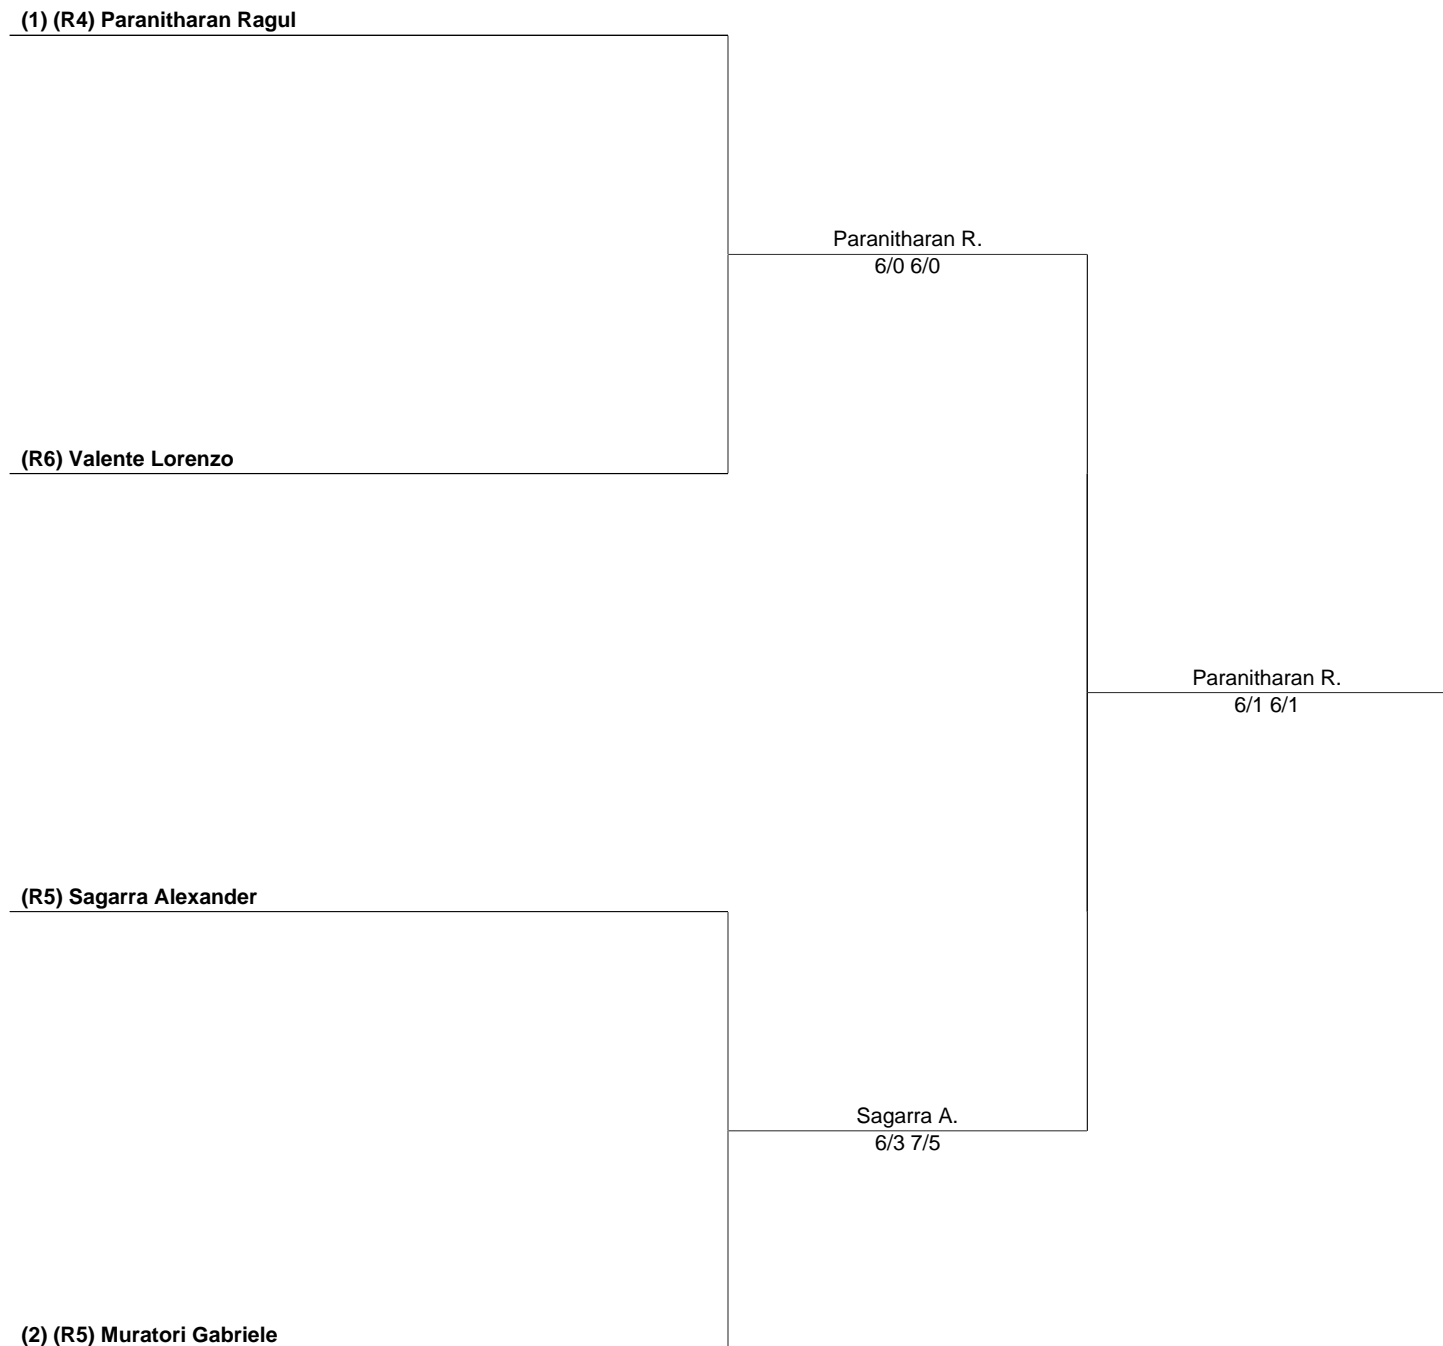 (1) (R4) Paranitharan Ragul
Paranitharan R.
6/0 6/0
(R6) Valente Lorenzo
Paranitharan R.
6/1 6/1
(R5) Sagarra Alexander
Sagarra A.
6/3 7/5
(2) (R5) Muratori Gabriele